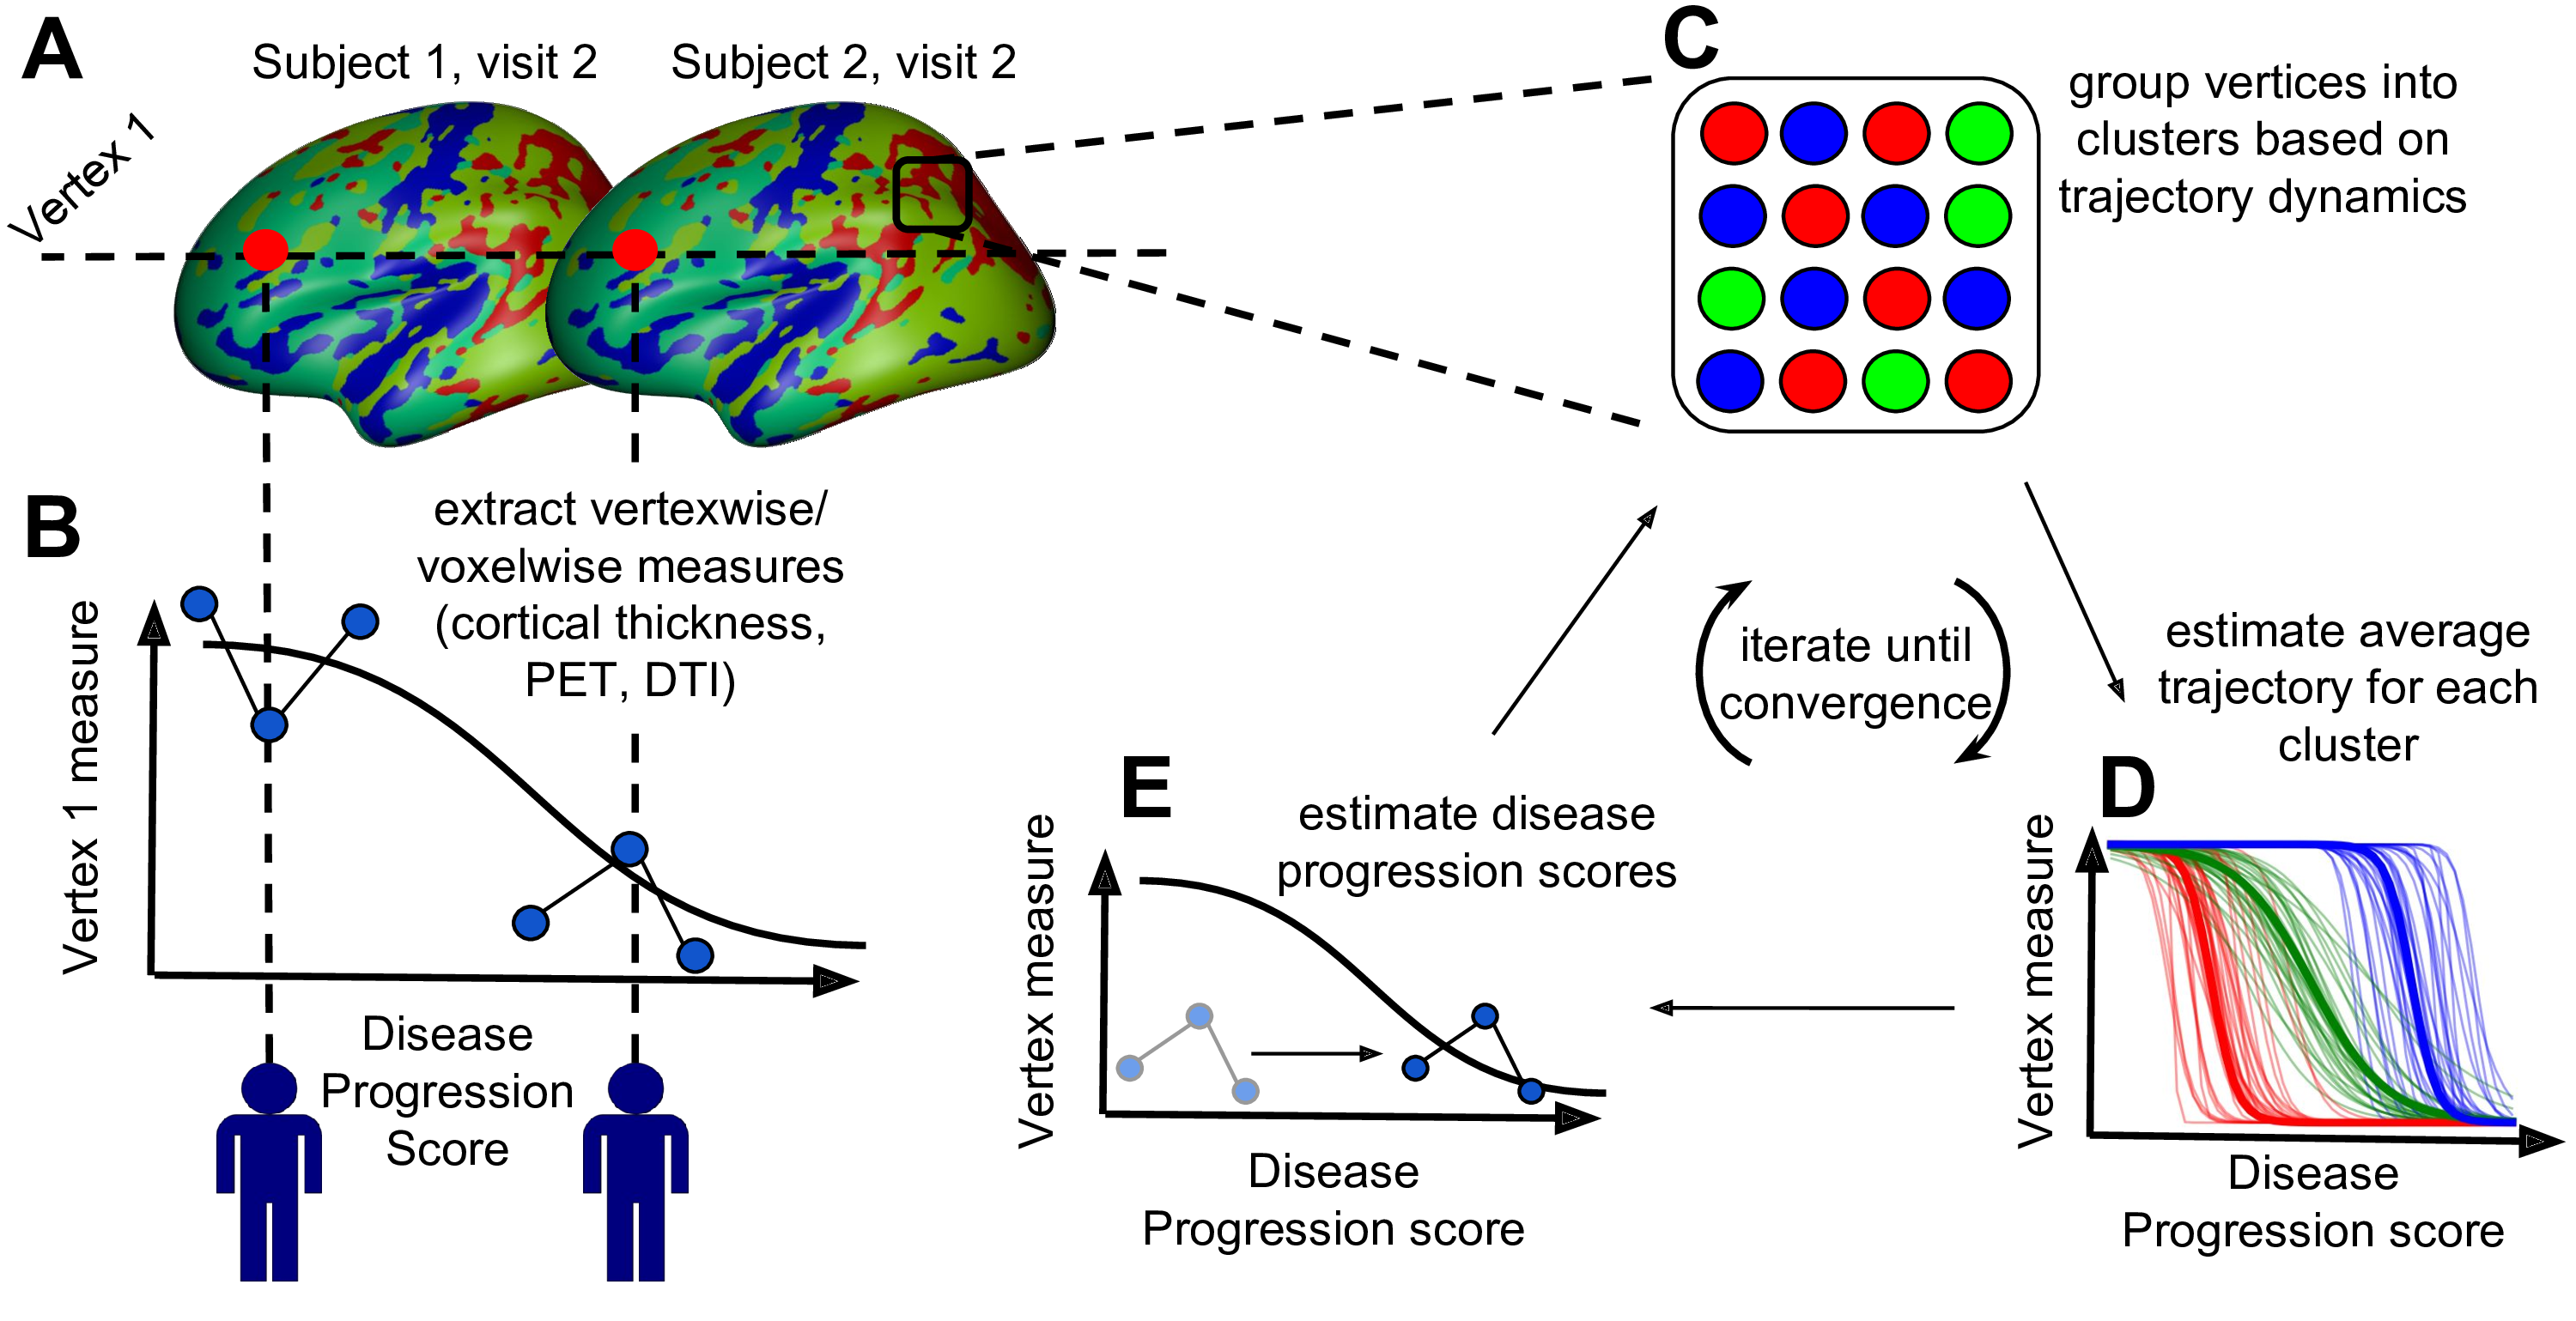 A
Subject 1, visit 2
Subject 2, visit 2
Vertex 1
B
extract vertexwise/
voxelwise measures
(cortical thickness,
PET, DTI)
Vertex 1 measure
Disease
Progression
Score
C
group vertices into
clusters based on
trajectory dynamics
iterate until
convergence
estimate average
trajectory for each
cluster
D
Vertex measure
Disease
Progression score
E
estimate disease
progression scores
Vertex measure
Disease
Progression score